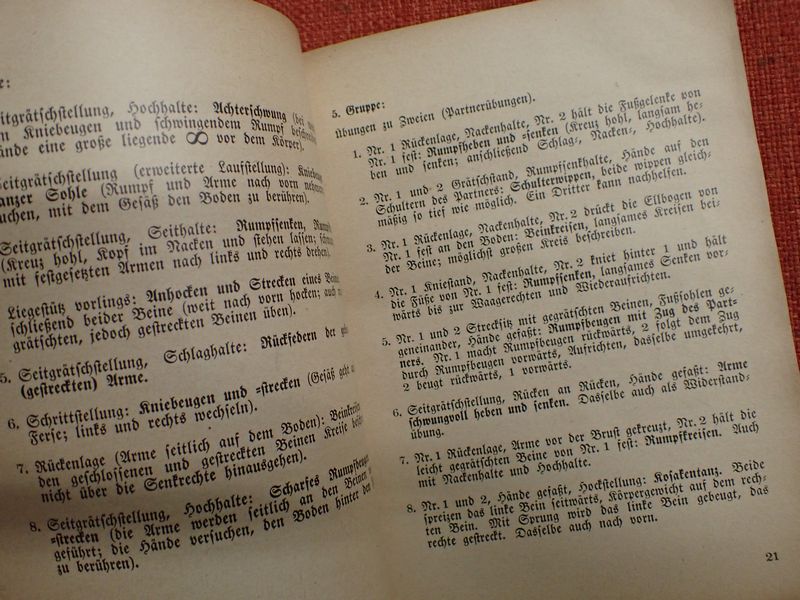 e:
eitgrätschstellung, Hochhalte: Achterschwung (bei
en Kniebeugen und schwingendem Rumpf
ände eine große liegende ∞ vor dem Körper).
Seitgrätschstellung (erweiterte Laufstellung):
anzer Sohle (Rumpf und Arme nach vorn
uchen, mit dem Gesäß den Boden zu berühren).
Seitgrätschstellung, Seithalte: Rumpfsenken,
(Kreuz hohl, Kopf im Nacken und stehen lassen;
mit festgesetzten Armen nach links und rechts drehen).
Liegestütz vorlings: Anhocken und Strecken eines
schließend beider Beine (weit nach vorn hocken; auch
grätschten, jedoch gestreckten Beinen üben).
5. Seitgrätschstellung, Schlaghalte: Rückfedern der
(gestreckten) Arme.
6. Schrittstellung: Kniebeugen und =strecken (Gesäß geht
Ferse; links und rechts wechseln).
7. Rückenlage (Arme seitlich auf dem Boden):
den geschlossenen und gestreckten Beinen Kreise
nicht über die Senkrechte hinausgehen).
8. Seitgrätschstellung, Hochhalte: Scharfes
=strecken (die Arme werden seitlich an den Beinen
geführt; die Hände versuchen, den Boden hinter den
zu berühren).
5. Gruppe:
Übungen zu Zweien (Partnerübungen).
1. Nr. 1 Rückenlage, Nackenhalte, Nr. 2 hält die Fußgelenke von
Nr. 1 fest: Rumpfheben und =senken (Kreuz hohl, langsam he-
ben und senken; anschließend Schlag-, Nacken-, Hochhalte).
2. Nr. 1 und 2 Grätschstand, Rumpfsenkhalte, Hände auf den
Schultern des Partners: Schulterwippen, beide wippen gleich-
mäßig so tief wie möglich. Ein Dritter kann nachhelfen.
3. Nr. 1 Rückenlage, Nackenhalte, Nr. 2 drückt die Ellbogen von
Nr. 1 fest an den Boden: Beinkreisen, langsames Kreisen bei-
der Beine; möglichst großen Kreis beschreiben.
4. Nr. 1 Kniestand, Nackenhalte, Nr. 2 kniet hinter 1 und hält
die Füße von Nr. 1 fest: Rumpfsenken, langsames Senken vor-
wärts bis zur Waagerechten und Wiederaufrichten.
5. Nr. 1 und 2 Strecksitz mit gegrätschten Beinen, Fußsohlen ge-
geneinander, Hände gefaßt: Rumpfbeugen mit Zug des Part-
ners. Nr. 1 macht Rumpfbeugen rückwärts, 2 folgt dem Zug
durch Rumpfbeugen vorwärts, Aufrichten, dasselbe umgekehrt,
2 beugt rückwärts, 1 vorwärts.
6. Seitgrätschstellung, Rücken an Rücken, Hände gefaßt: Arme
schwungvoll heben und senken. Dasselbe auch als Widerstand-
übung.
7. Nr. 1 Rückenlage, Arme vor der Brust gekreuzt, Nr. 2 hält die
leicht gegrätschten Beine von Nr. 1 fest: Rumpfkreisen. Auch
mit Nackenhalte und Hochhalte.
8. Nr. 1 und 2, Hände gefaßt, Hockstellung: Kosakentanz. Beide
spreizen das linke Bein seitwärts, Körpergewicht auf dem rech-
ten Bein. Mit Sprung wird das linke Bein gebeugt, das
rechte gestreckt. Dasselbe auch nach vorn.
21